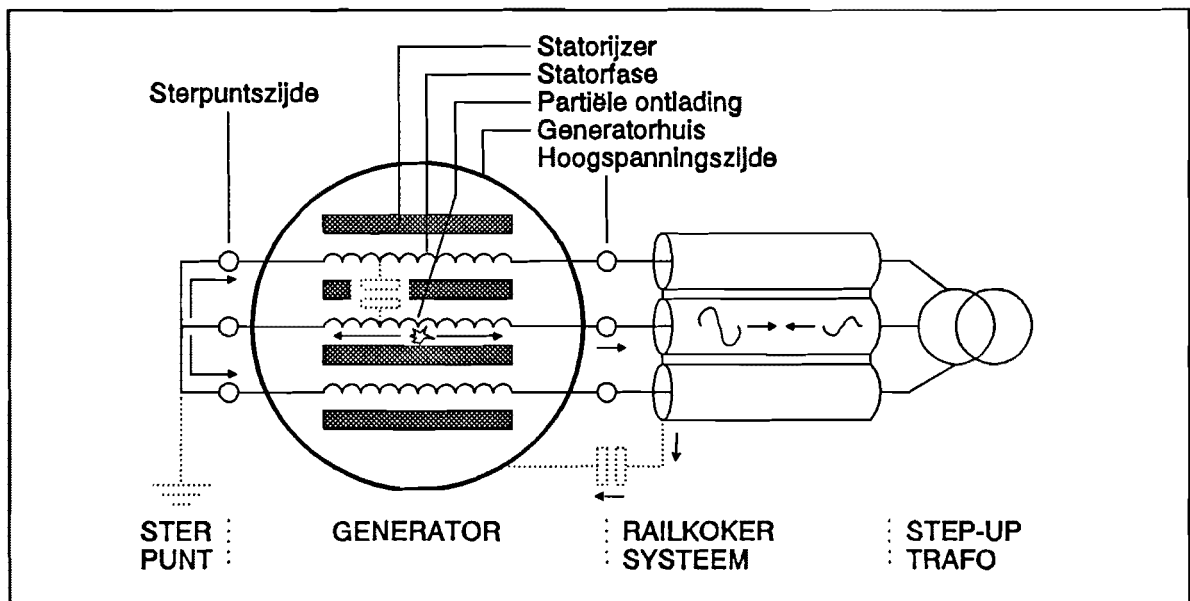 Statorijzer
Statorfase
Partiële ontlading
Generatorhuis
Sterpuntszijde
Hoogspanningszijde
STER
PUNT
GENERATOR
RAILKOKER
SYSTEEM
STEP-UP
TRAFO